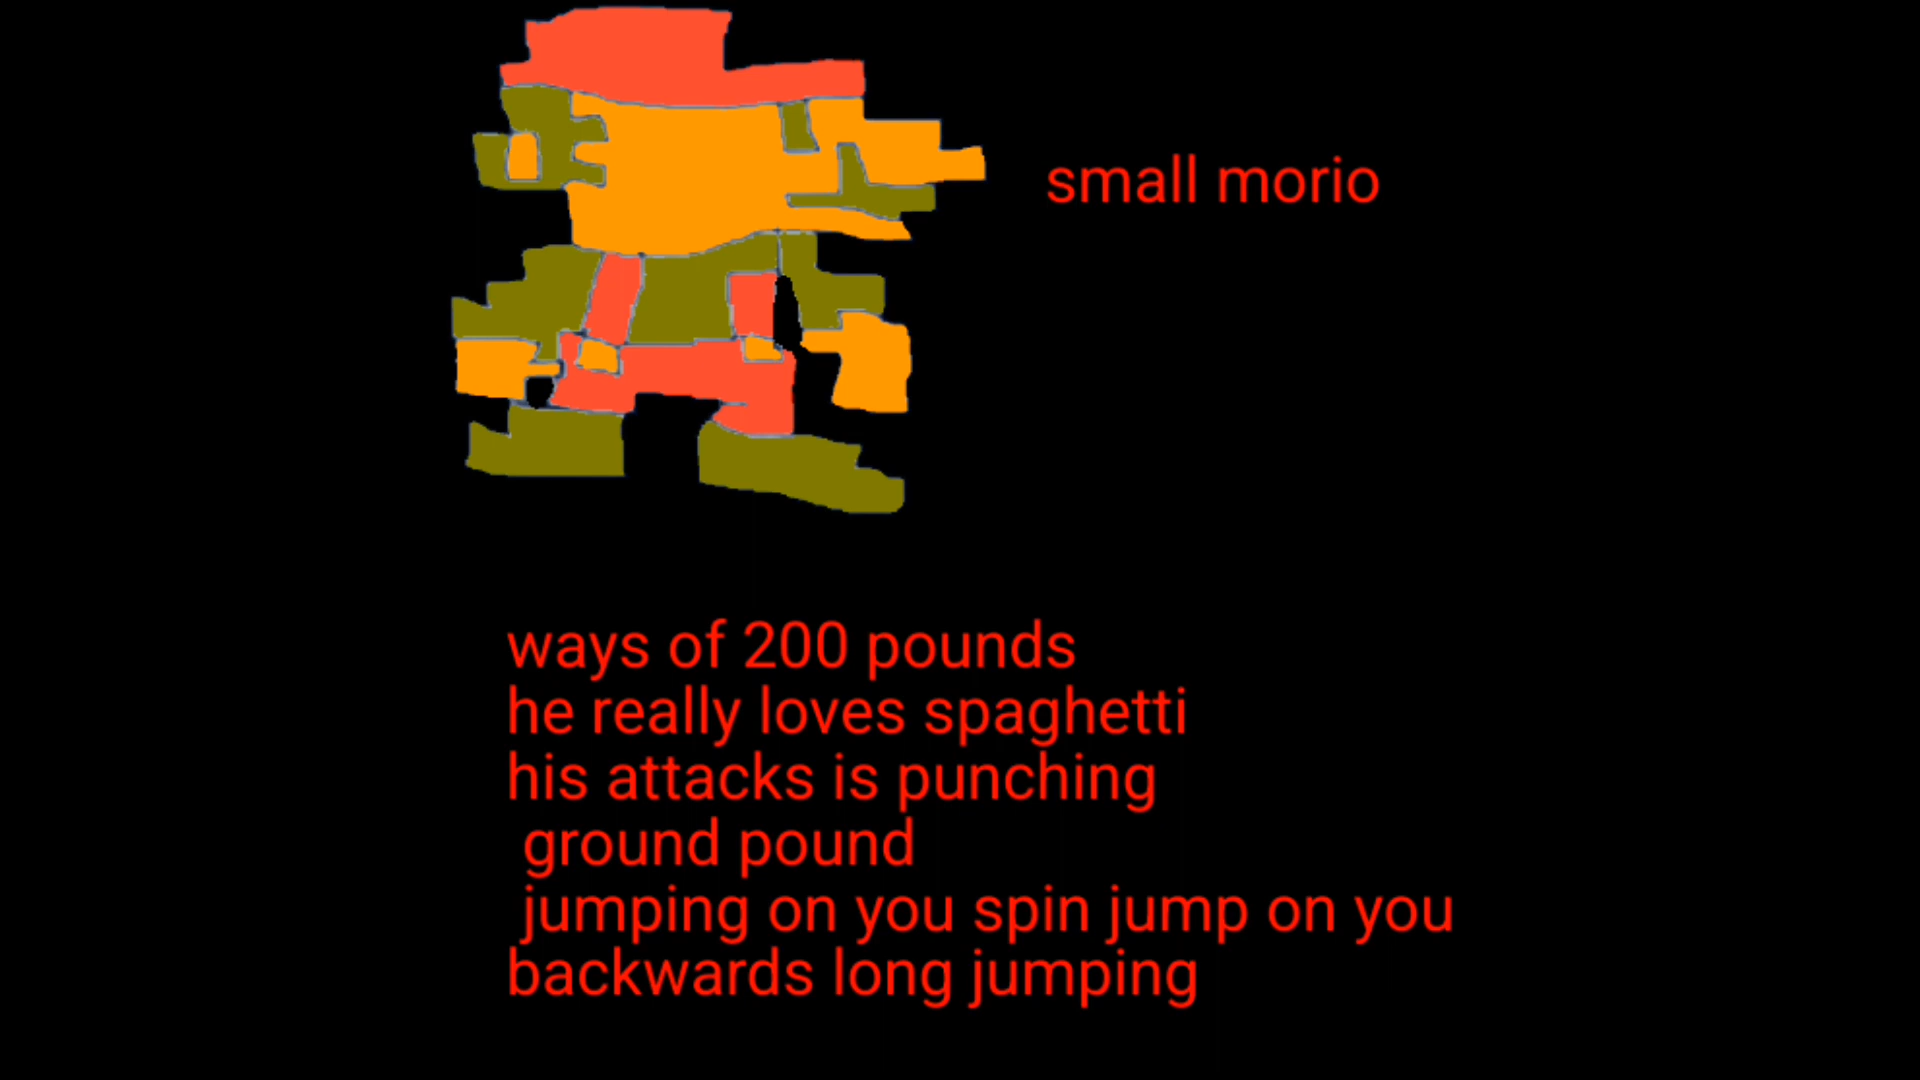 small morio
ways of 200 pounds
he really loves spaghetti
his attacks is punching
ground pound
jumping on you spin jump on you
backwards long jumping